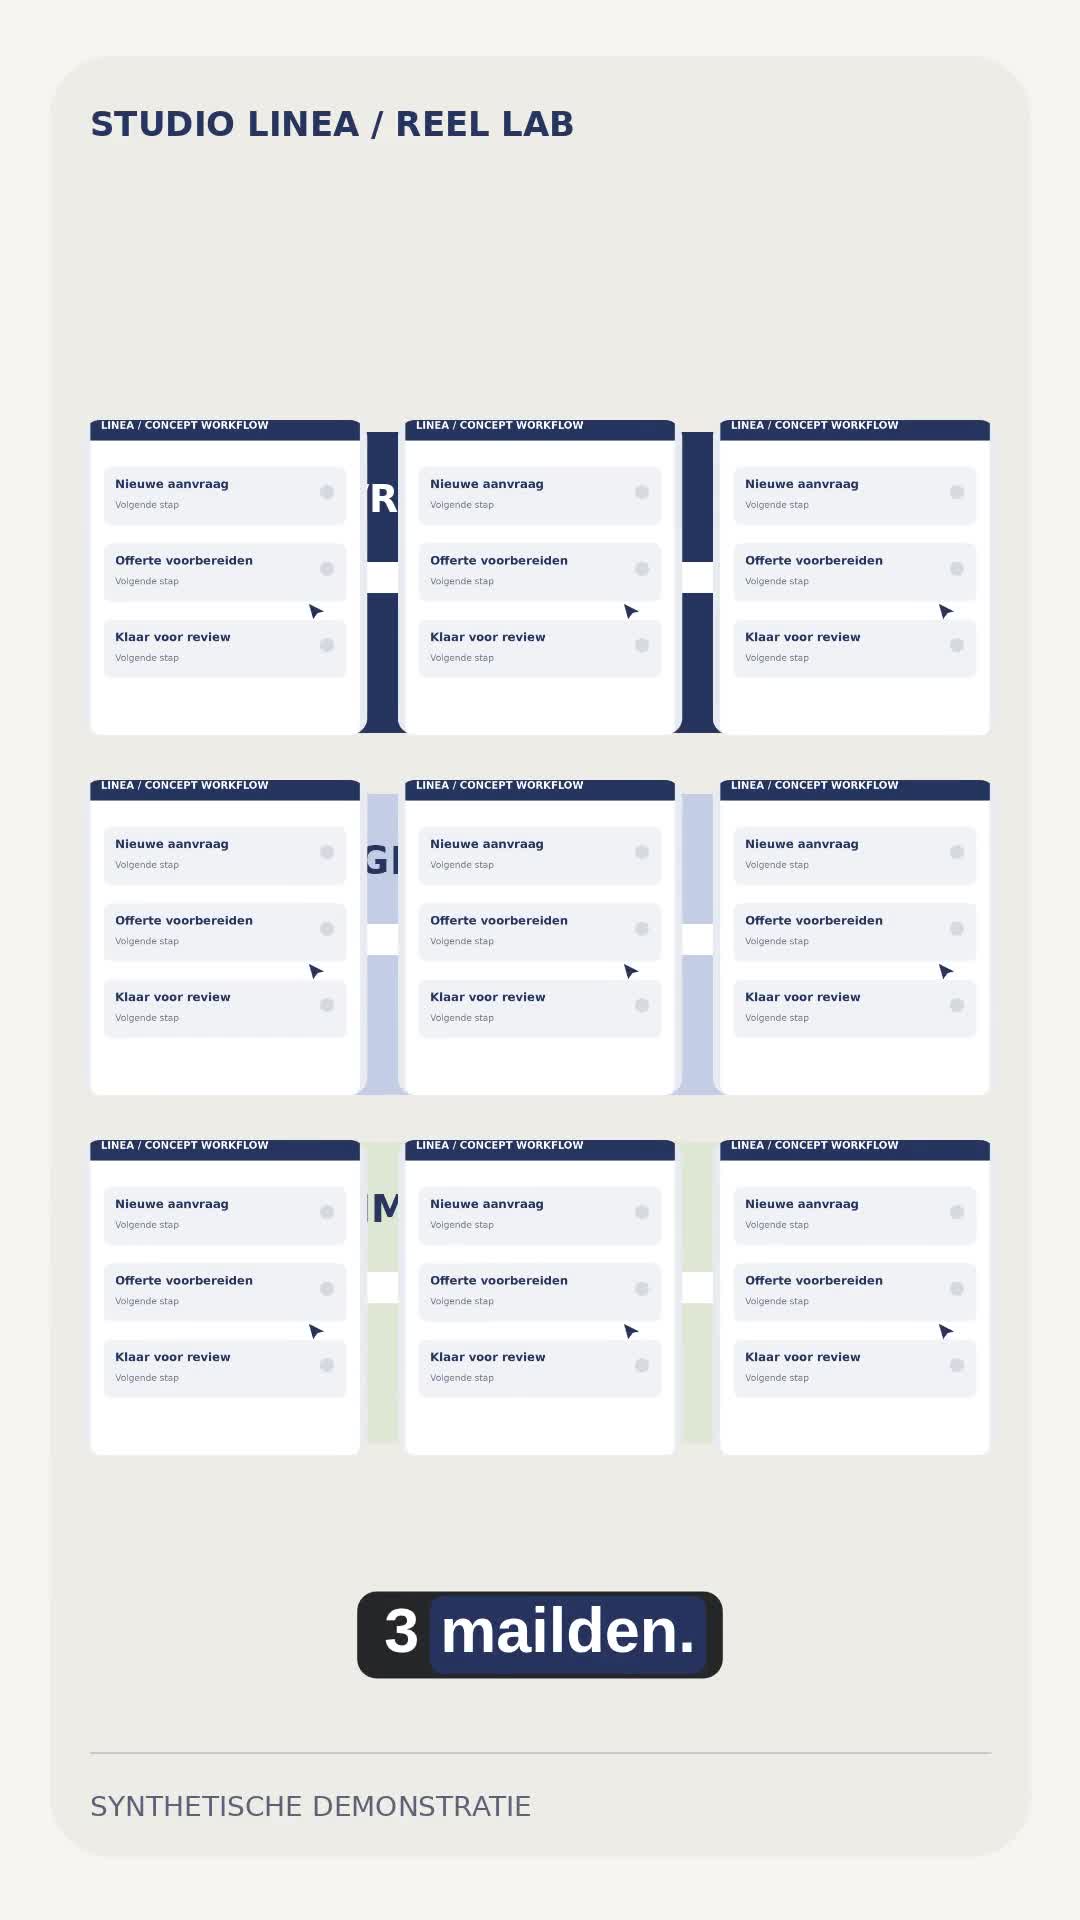 STUDIO LINEA / REEL LAB
LINEA / CONCEPT WORKFLOW
Nieuwe aanvraag
Volgende stap
Offerte voorbereiden
Volgende stap
Klaar voor review
Volgende stap
LINEA / CONCEPT WORKFLOW
Nieuwe aanvraag
Volgende stap
Offerte voorbereiden
Volgende stap
Klaar voor review
Volgende stap
LINEA / CONCEPT WORKFLOW
Nieuwe aanvraag
Volgende stap
Offerte voorbereiden
Volgende stap
Klaar voor review
Volgende stap
LINEA / CONCEPT WORKFLOW
Nieuwe aanvraag
Volgende stap
Offerte voorbereiden
Volgende stap
Klaar voor review
Volgende stap
LINEA / CONCEPT WORKFLOW
Nieuwe aanvraag
Volgende stap
Offerte voorbereiden
Volgende stap
Klaar voor review
Volgende stap
LINEA / CONCEPT WORKFLOW
Nieuwe aanvraag
Volgende stap
Offerte voorbereiden
Volgende stap
Klaar voor review
Volgende stap
LINEA / CONCEPT WORKFLOW
Nieuwe aanvraag
Volgende stap
Offerte voorbereiden
Volgende stap
Klaar voor review
Volgende stap
LINEA / CONCEPT WORKFLOW
Nieuwe aanvraag
Volgende stap
Offerte voorbereiden
Volgende stap
Klaar voor review
Volgende stap
LINEA / CONCEPT WORKFLOW
Nieuwe aanvraag
Volgende stap
Offerte voorbereiden
Volgende stap
Klaar voor review
Volgende stap
3 mailden.
SYNTHETISCHE DEMONSTRATIE